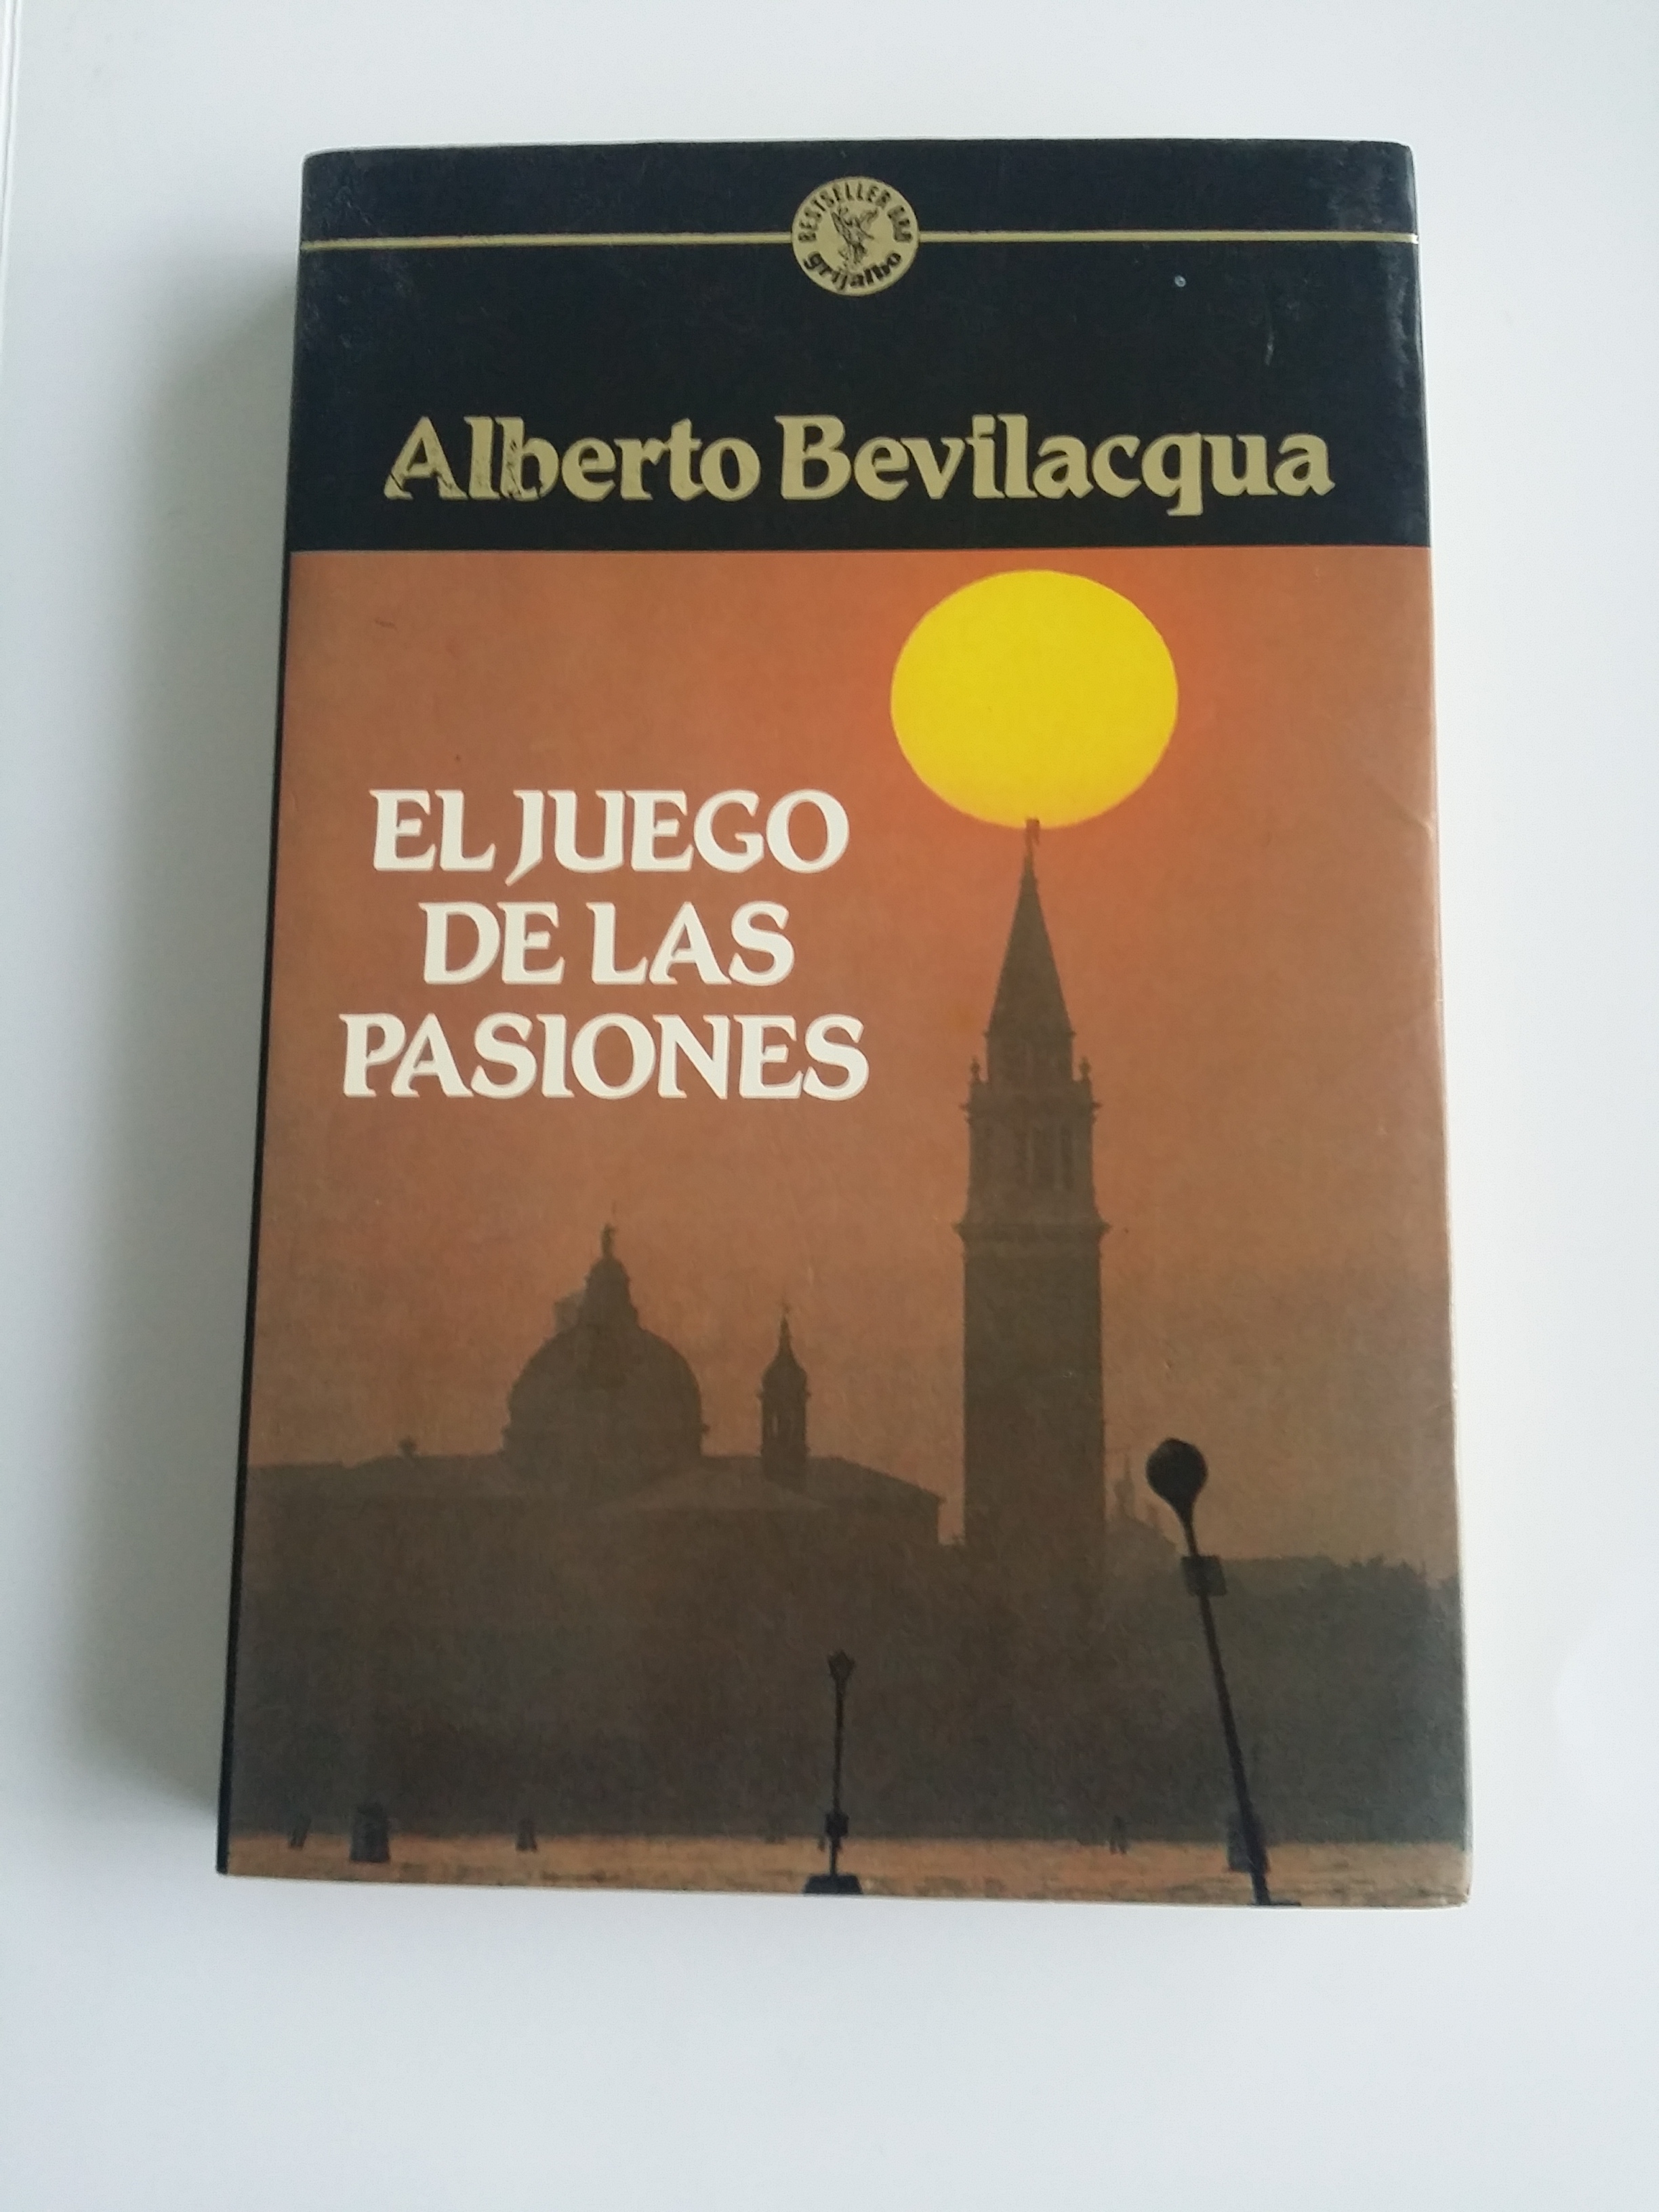 BESTSELLER ORO
grijalbo
Alberto Bevilacqua
EL JUEGO
DE LAS
PASIONES